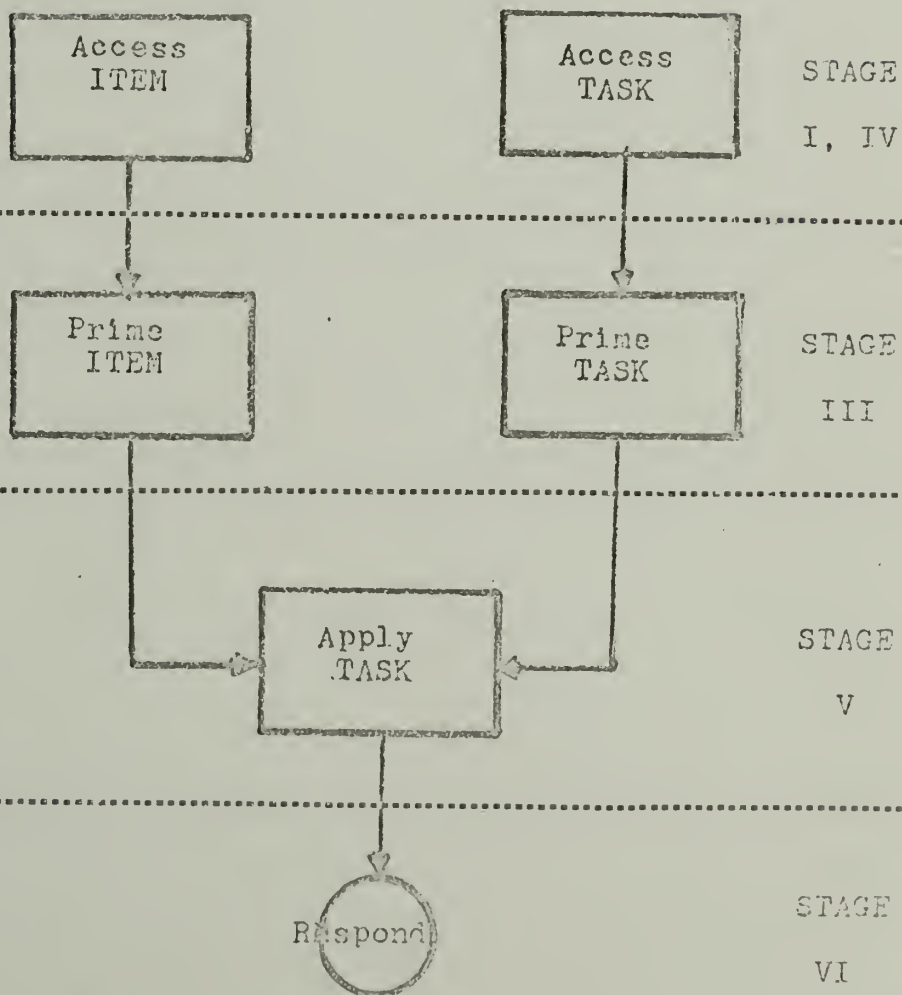 Access
ITEM
Access
TASK
STAGE
I, IV
Prime
ITEM
Prime
TASK
STAGE
III
Apply
TASK
STAGE
V
Respond
STAGE
VI